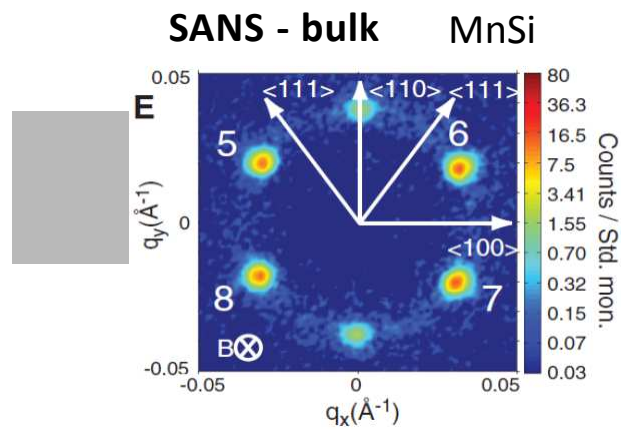 SANS - bulk MnSi
E
0.05
0
-0.05
qy(Å-1)
<111> <110> <111>
5 6
<100>
8 7
B
-0.05 0 0.05
qx(Å-1)
80
36.3
16.5
7.5
3.41
1.55
0.70
0.32
0.15
0.07
0.03
Counts / Std. mon.